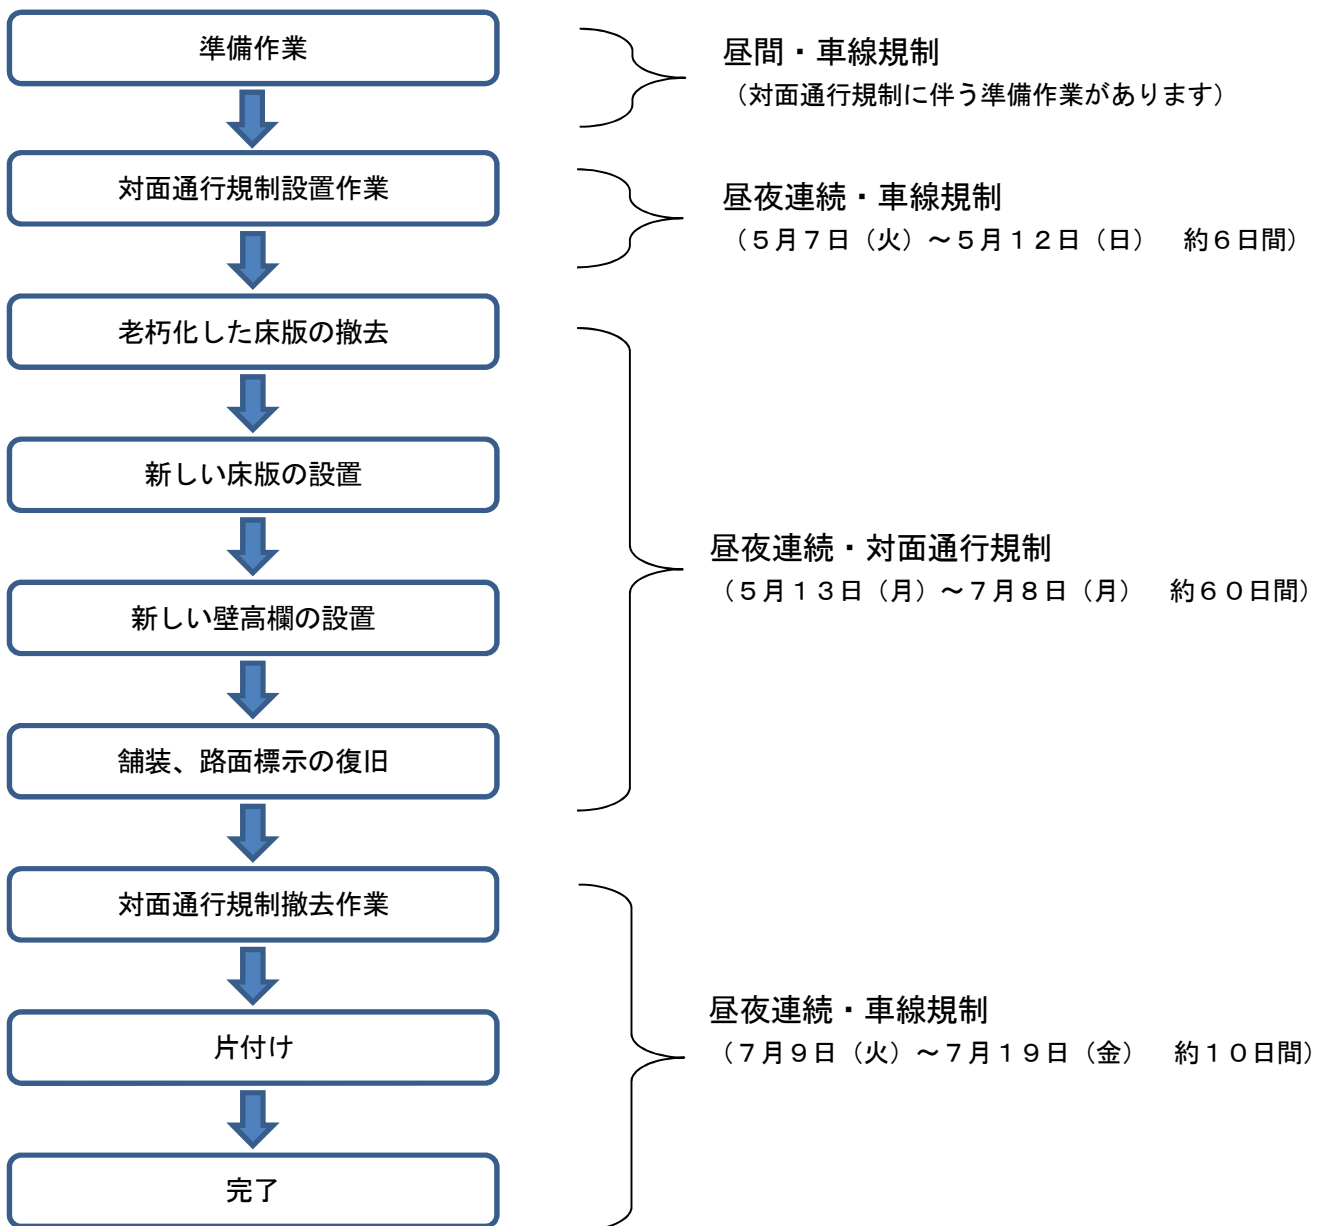 準備作業
昼間・車線規制
（対面通行規制に伴う準備作業があります）
対面通行規制設置作業
昼夜連続・車線規制
（５月７日（火）～５月１２日（日）　約６日間）
老朽化した床版の撤去
新しい床版の設置
新しい壁高欄の設置
舗装、路面標示の復旧
昼夜連続・対面通行規制
（５月１３日（月）～７月８日（月）　約６０日間）
対面通行規制撤去作業
片付け
完了
昼夜連続・車線規制
（７月９日（火）～７月１９日（金）　約１０日間）